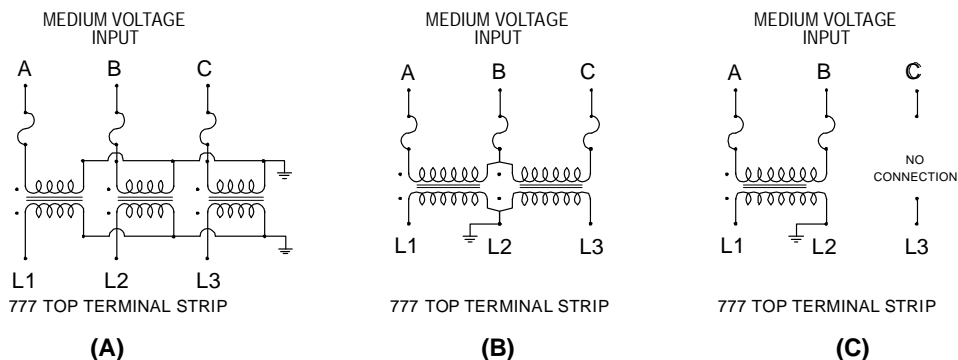 MEDIUM VOLTAGE
INPUT
A B C
L1 L2 L3
777 TOP TERMINAL STRIP
(A)
MEDIUM VOLTAGE
INPUT
A B C
L1 L2 L3
777 TOP TERMINAL STRIP
(B)
MEDIUM VOLTAGE
INPUT
A B C
NO
CONNECTION
L1 L2 L3
777 TOP TERMINAL STRIP
(C)